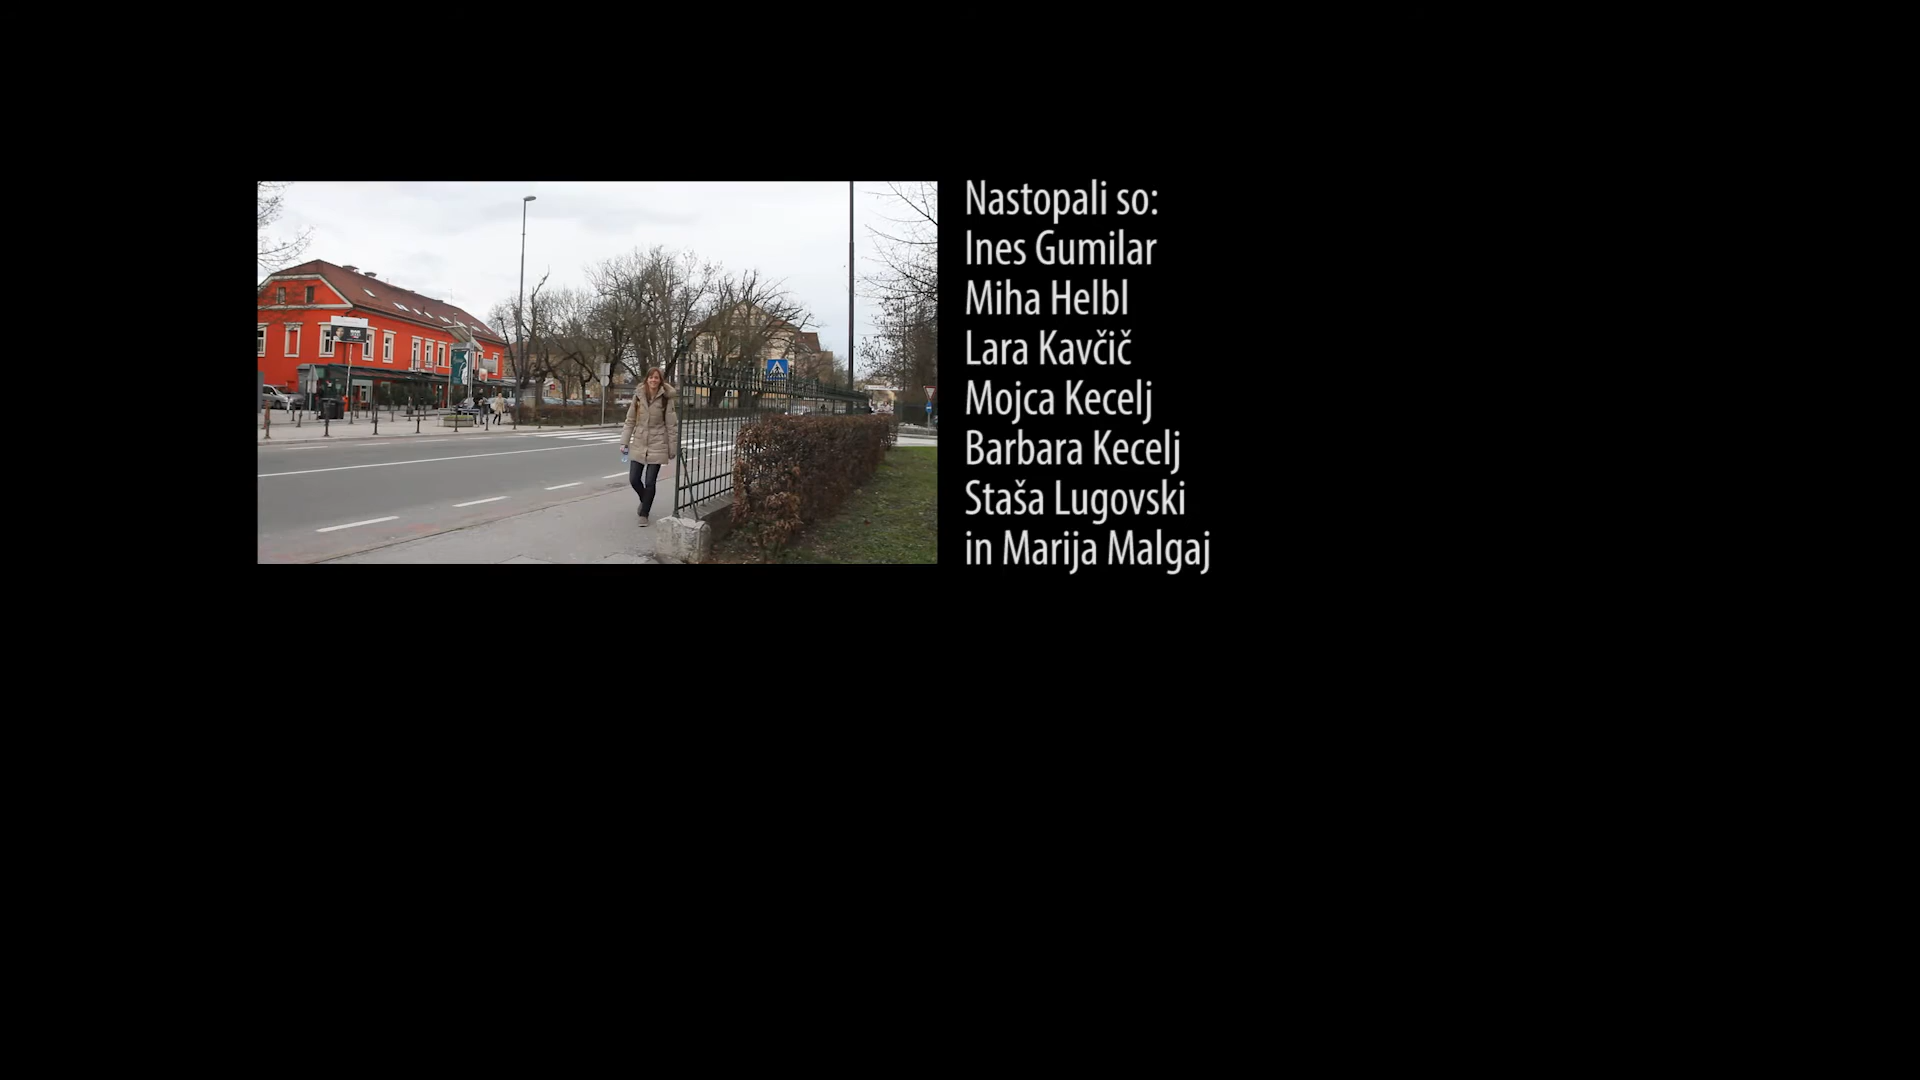 Nastopali so:
Ines Gumilar
Miha Helbl
Lara Kavčič
Mojca Kecelj
Barbara Kecelj
Staša Lugovski
in Marija Malgaj